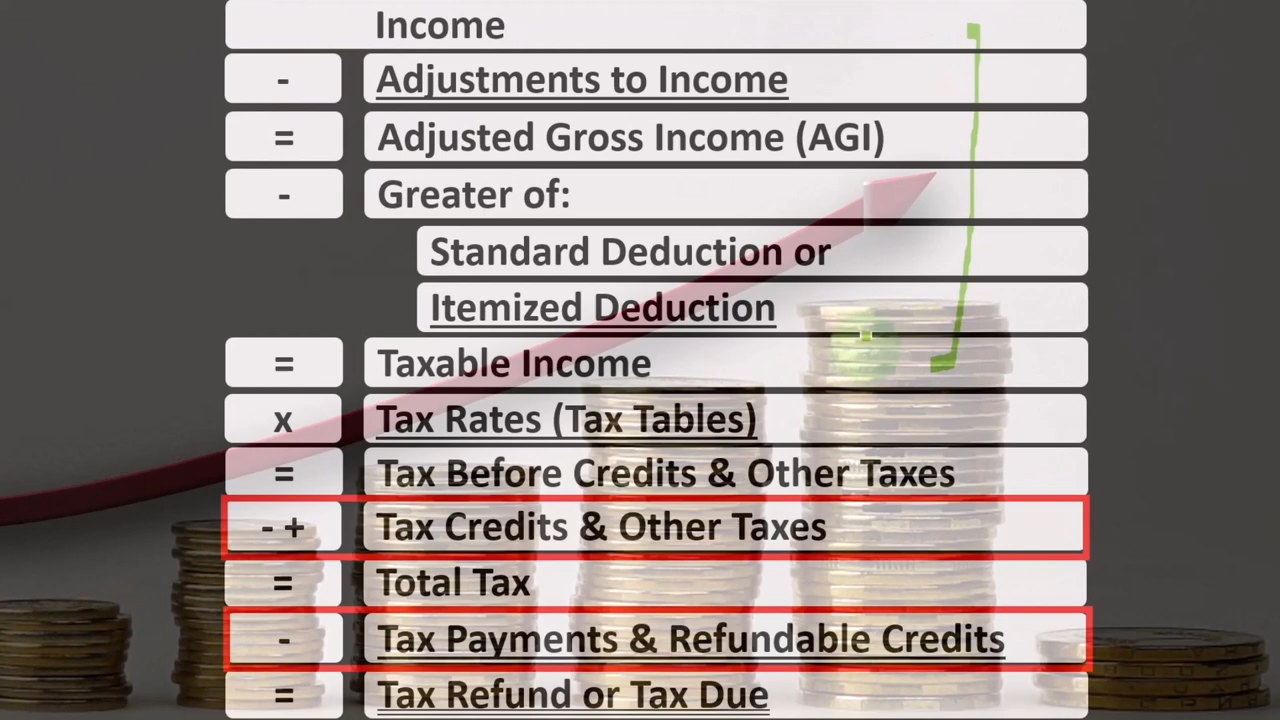 Income
- Adjustments to Income
= Adjusted Gross Income (AGI)
- Greater of:
Standard Deduction or
Itemized Deduction
= Taxable Income
x Tax Rates (Tax Tables)
= Tax Before Credits & Other Taxes
- + Tax Credits & Other Taxes
= Total Tax
- Tax Payments & Refundable Credits
= Tax Refund or Tax Due